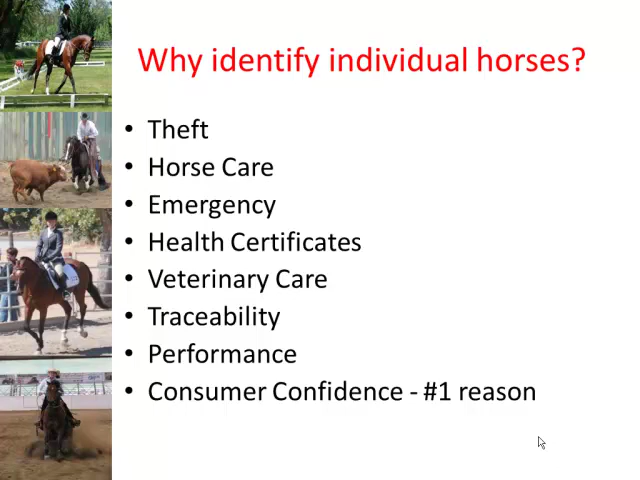 Why identify individual horses?
• Theft
• Horse Care
• Emergency
• Health Certificates
• Veterinary Care
• Traceability
• Performance
• Consumer Confidence - #1 reason